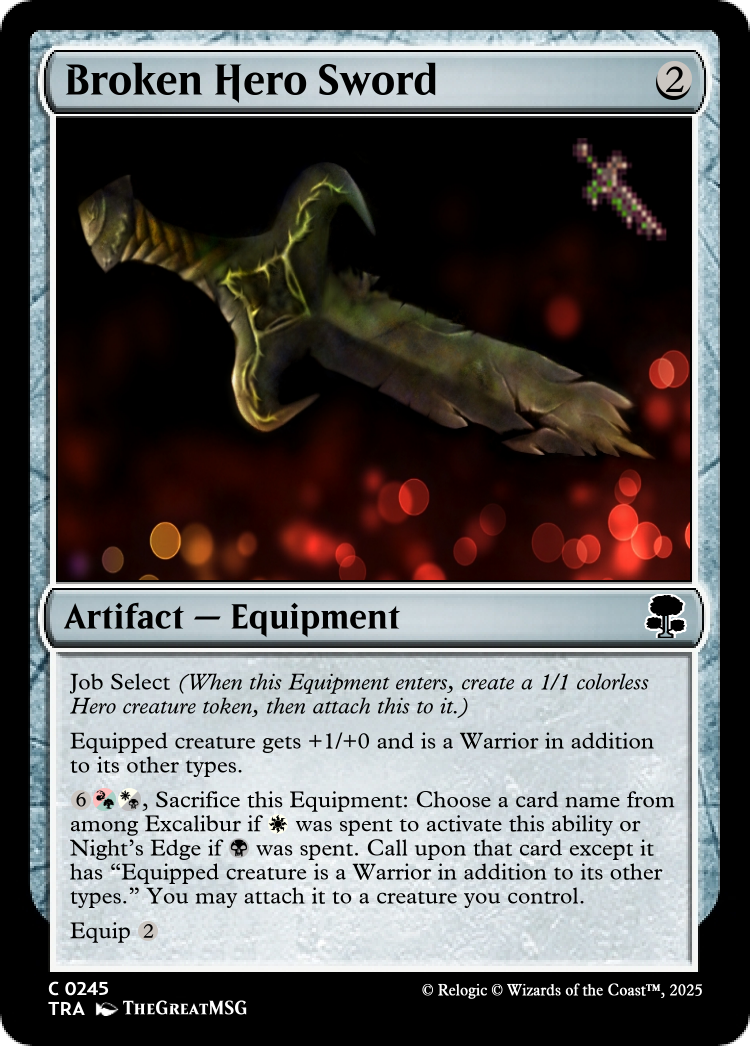 Broken Hero Sword 2
Artifact — Equipment
Job Select (When this Equipment enters, create a 1/1 colorless
Hero creature token, then attach this to it.)
Equipped creature gets +1/+0 and is a Warrior in addition
to its other types.
6 , Sacrifice this Equipment: Choose a card name from
among Excalibur if was spent to activate this ability or
Night's Edge if was spent. Call upon that card except it
has “Equipped creature is a Warrior in addition to its other
types.” You may attach it to a creature you control.
Equip 2
C 0245
TRA TheGreatMSG
© Relogic © Wizards of the Coast™, 2025